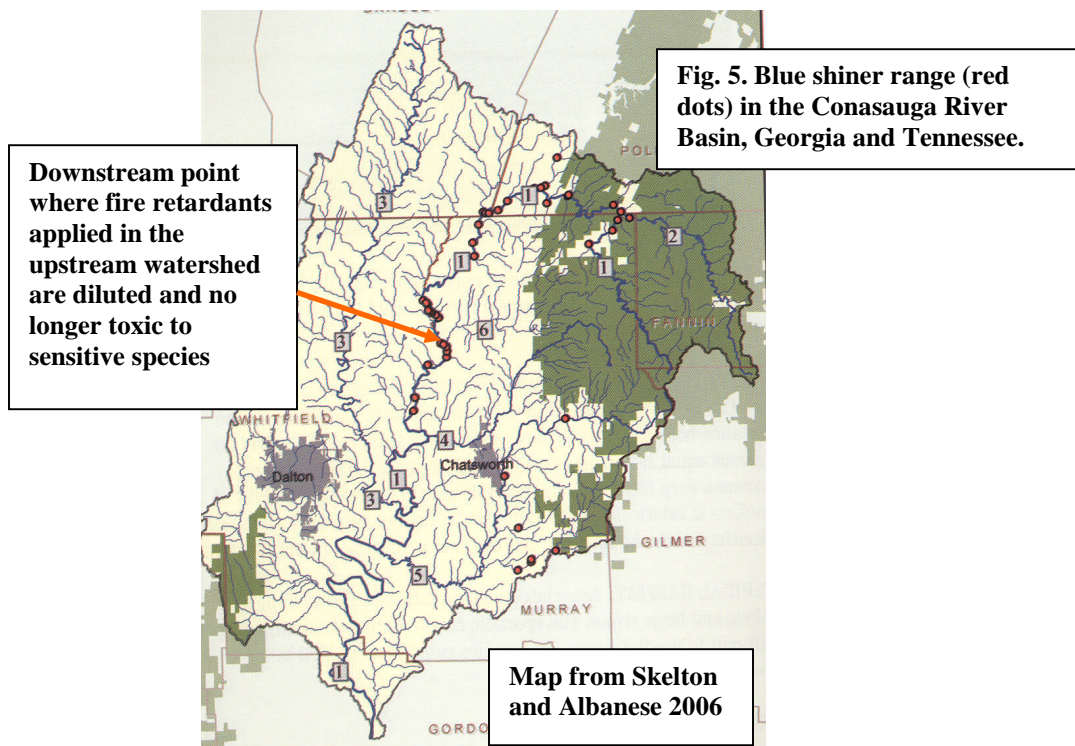 Fig. 5. Blue shiner range (red
dots) in the Conasauga River
Basin, Georgia and Tennessee.
Downstream point
where fire retardants
applied in the
upstream watershed
are diluted and no
longer toxic to
sensitive species
POL
1
3
2
1
1
FANNIN
6
3
WHITFIELD
4
Chatsworth
Dalton
1
3
GILMER
5
MURRAY
1
GORDO
Map from Skelton
and Albanese 2006